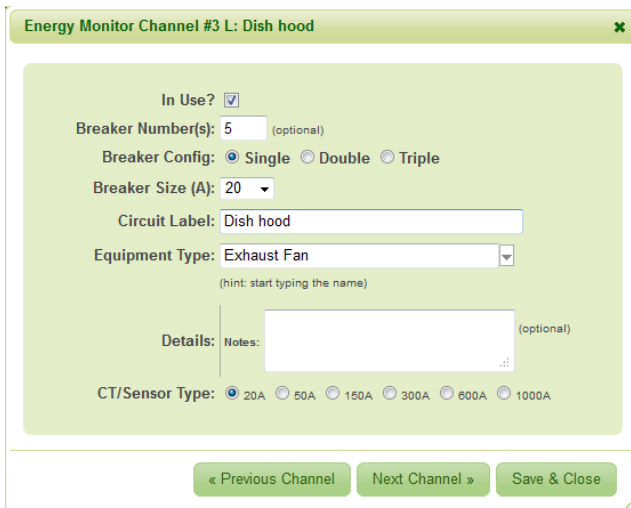 Energy Monitor Channel #3 L: Dish hood
In Use?
Breaker Number(s): 5 (optional)
Breaker Config: Single Double Triple
Breaker Size (A): 20
Circuit Label: Dish hood
Equipment Type: Exhaust Fan
(hint: start typing the name)
Details: Notes: (optional)
CT/Sensor Type: 20A 50A 150A 300A 600A 1000A
« Previous Channel Next Channel » Save & Close